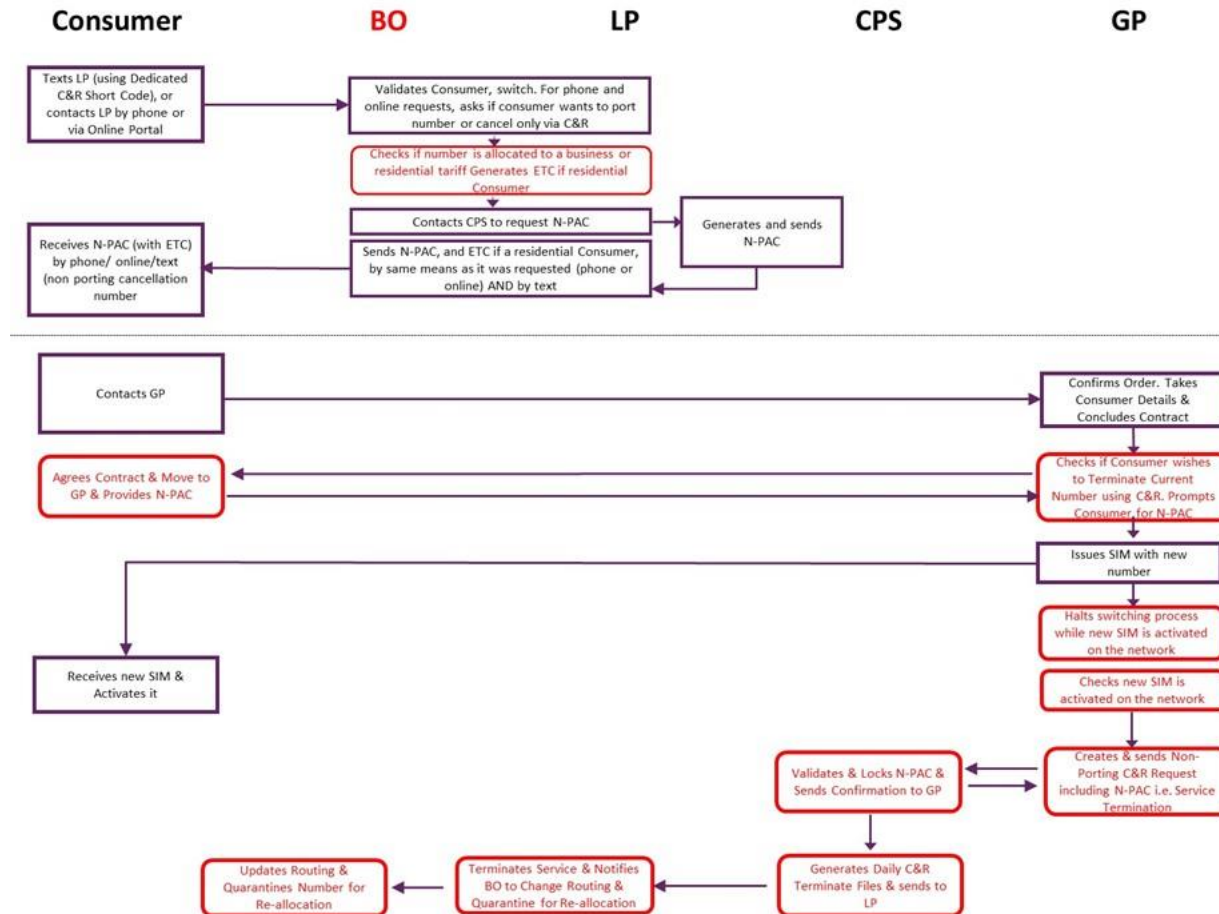 Consumer BO LP CPS GP
Texts LP (using Dedicated
C&R Short Code), or
contacts LP by phone or
via Online Portal
Validates Consumer, switch. For phone and
online requests, asks if consumer wants to port
number or cancel only via C&R
Checks if number is allocated to a business or
residential tariff Generates ETC if residential
Consumer
Contacts CPS to request N-PAC
Generates and sends
N-PAC
Sends N-PAC, and ETC if a residential Consumer,
by same means as it was requested (phone or
online) AND by text
Receives N-PAC (with ETC)
by phone/ online/text
(non porting cancellation
number
Contacts GP
Confirms Order. Takes
Consumer Details &
Concludes Contract
Checks if Consumer wishes
to Terminate Current
Number using C&R. Prompts
Consumer for N-PAC
Agrees Contract & Move to
GP & Provides N-PAC
Issues SIM with new
number
Halts switching process
while new SIM is activated
on the network
Receives new SIM &
Activates it
Checks new SIM is
activated on the network
Creates & sends Non-
Porting C&R Request
including N-PAC i.e. Service
Termination
Validates & Locks N-PAC &
Sends Confirmation to GP
Generates Daily C&R
Terminate Files & sends to
LP
Terminates Service & Notifies
BO to Change Routing &
Quarantine for Re-allocation
Updates Routing &
Quarantines Number for
Re-allocation